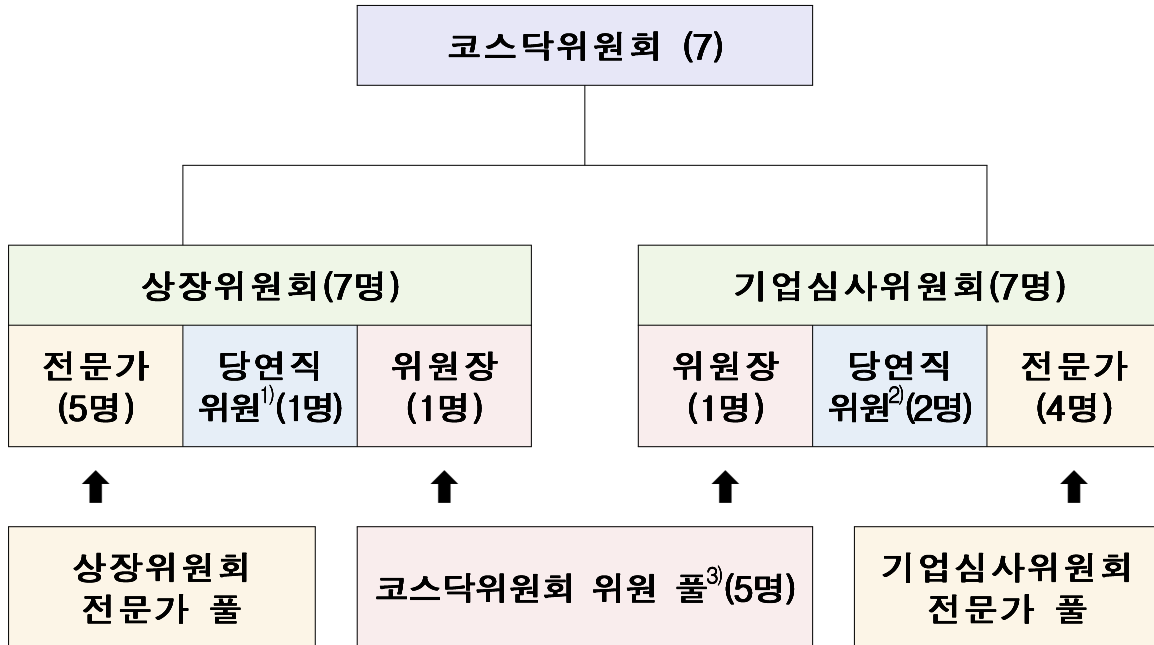 코스닥위원회 (7)
상장위원회(7명)
전문가
(5명)
당연직
위원1)(1명)
위원장
(1명)
기업심사위원회(7명)
위원장
(1명)
당연직
위원2)(2명)
전문가
(4명)
상장위원회
전문가 풀
코스닥위원회 위원 풀3)(5명)
기업심사위원회
전문가 풀